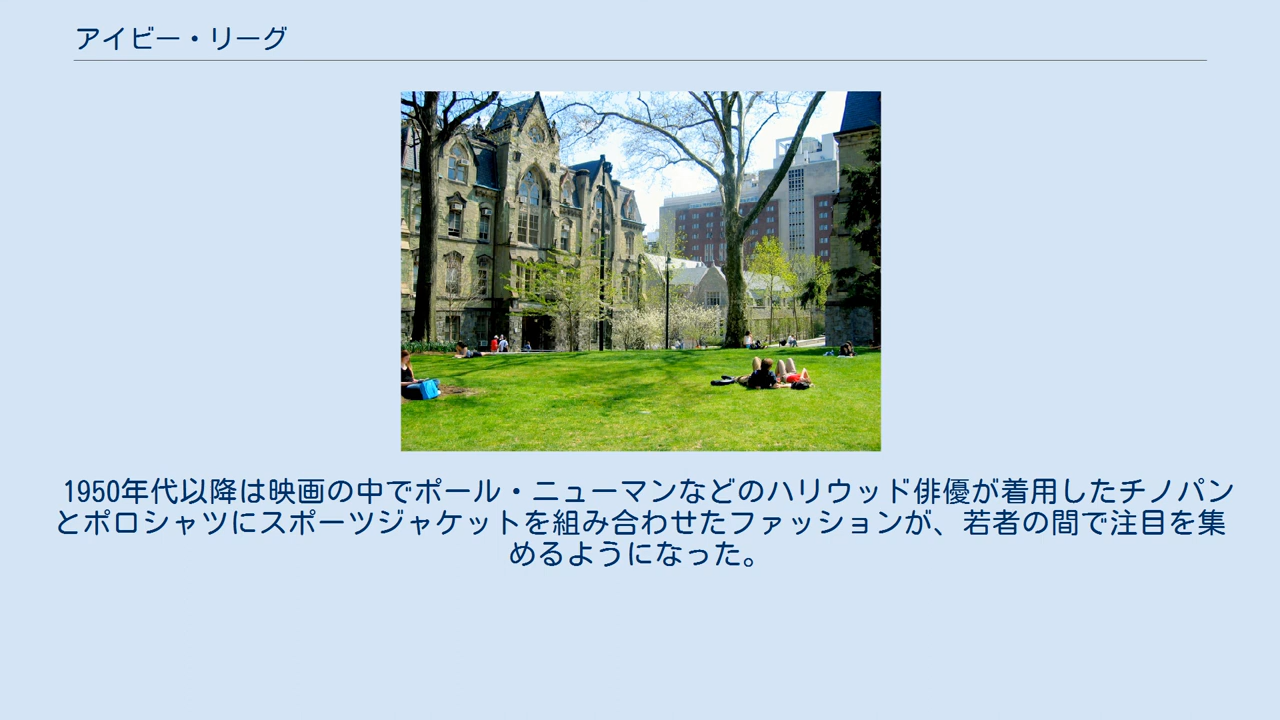 アイビー・リーグ
1950年代以降は映画の中でポール・ニューマンなどのハリウッド俳優が着用したチノパン
とポロシャツにスポーツジャケットを組み合わせたファッションが、若者の間で注目を集
めるようになった。